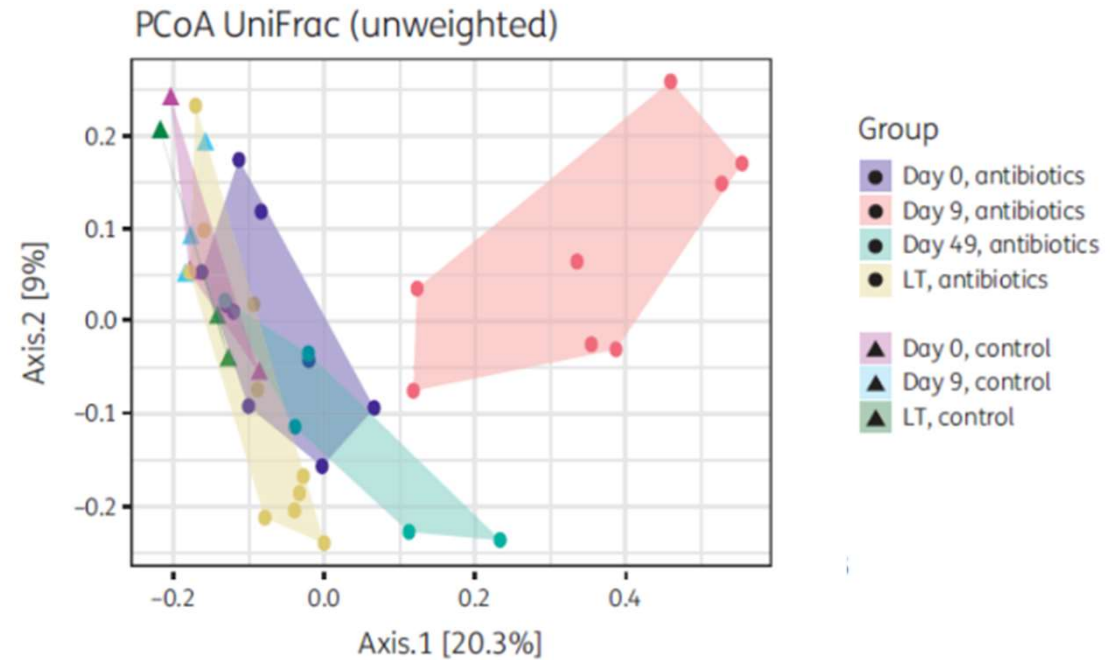 PCoA UniFrac (unweighted)
0.2
0.1
0.0
−0.1
−0.2
Axis.2 [9%]
−0.2 0.0 0.2 0.4
Axis.1 [20.3%]
Group
Day 0, antibiotics
Day 9, antibiotics
Day 49, antibiotics
LT, antibiotics
Day 0, control
Day 9, control
LT, control